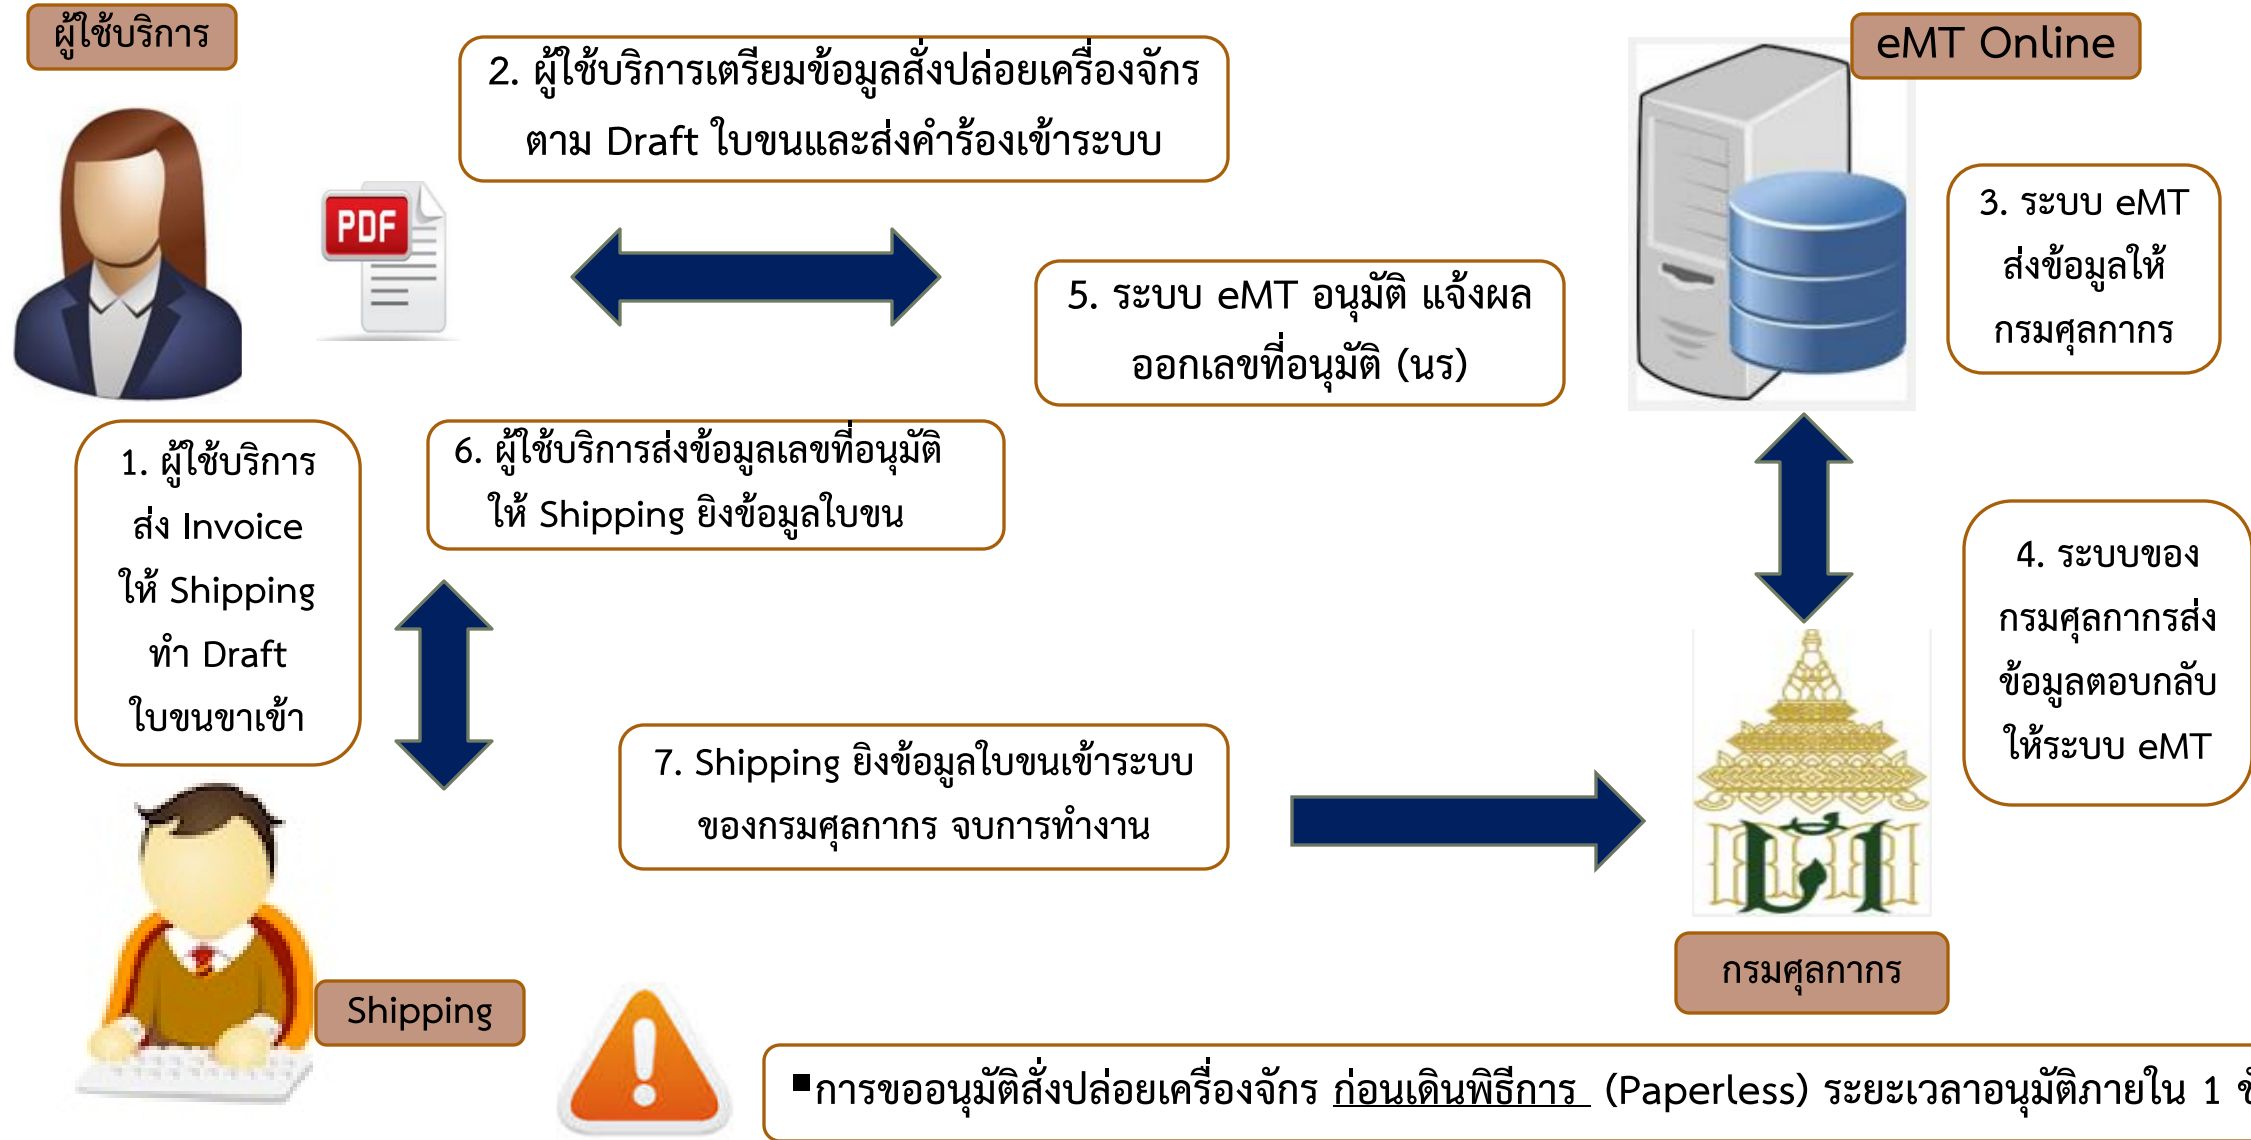 ผู้ใช้บริการ
eMT Online
2. ผู้ใช้บริการเตรียมข้อมูลสั่งปล่อยเครื่องจักร
ตาม Draft ใบขนและส่งคำร้องเข้าระบบ
PDF
3. ระบบ eMT
ส่งข้อมูลให้
กรมศุลกากร
5. ระบบ eMT อนุมัติ แจ้งผล
ออกเลขที่อนุมัติ (นร)
1. ผู้ใช้บริการ
ส่ง Invoice
ให้ Shipping
ทำ Draft
ใบขนขาเข้า
6. ผู้ใช้บริการส่งข้อมูลเลขที่อนุมัติ
ให้ Shipping ยิงข้อมูลใบขน
4. ระบบของ
กรมศุลกากรส่ง
ข้อมูลตอบกลับ
ให้ระบบ eMT
7. Shipping ยิงข้อมูลใบขนเข้าระบบ
ของกรมศุลกากร จบการทำงาน
กรมศุลกากร
Shipping
▪การขออนุมัติสั่งปล่อยเครื่องจักร ก่อนเดินพิธีการ (Paperless) ระยะเวลาอนุมัติภายใน 1